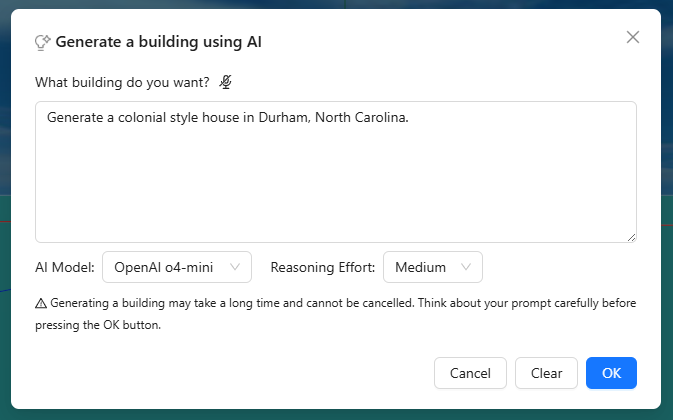 Generate a building using AI
What building do you want?
Generate a colonial style house in Durham, North Carolina.
AI Model: OpenAI o4-mini Reasoning Effort: Medium
Generating a building may take a long time and cannot be cancelled. Think about your prompt carefully before
pressing the OK button.
Cancel Clear OK